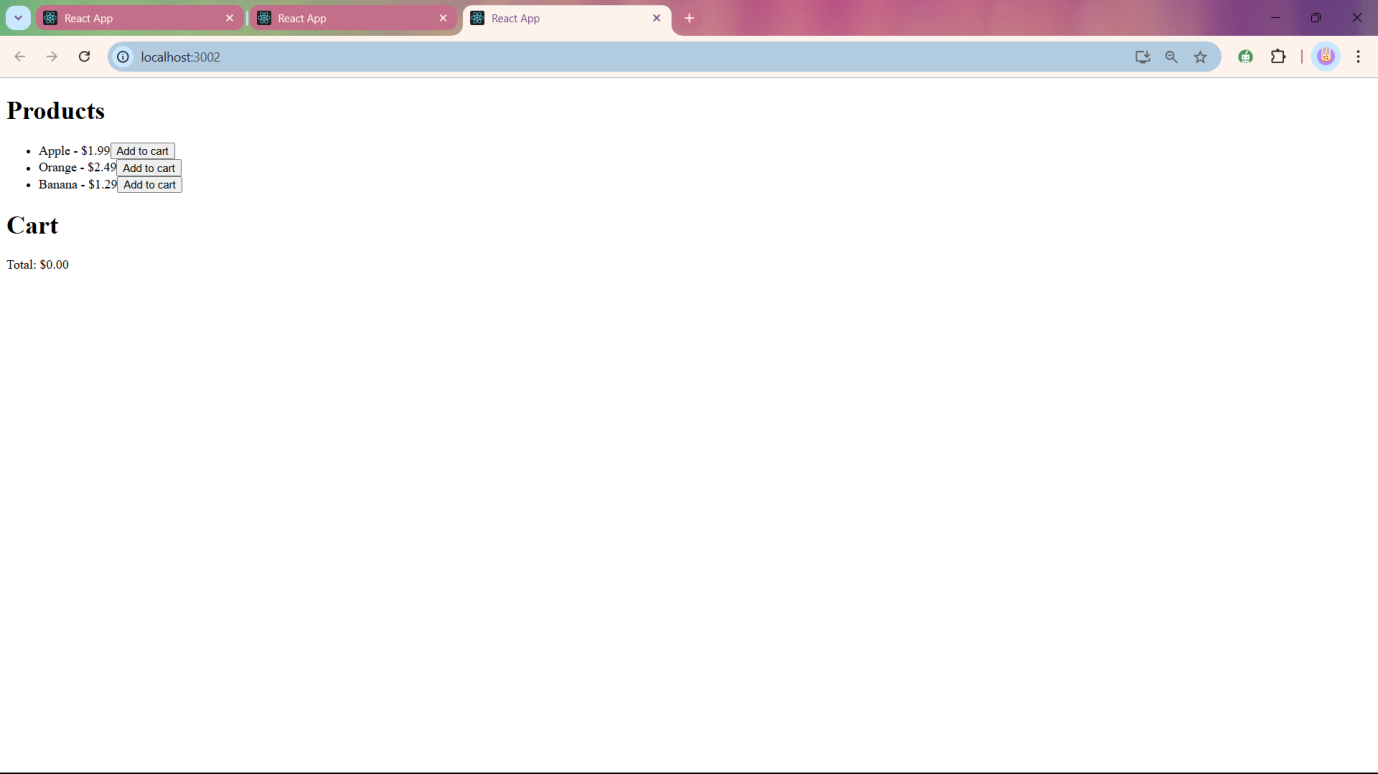 React App
React App
React App
localhost:3002
Products
Apple - $1.99 Add to cart
Orange - $2.49 Add to cart
Banana - $1.29 Add to cart
Cart
Total: $0.00